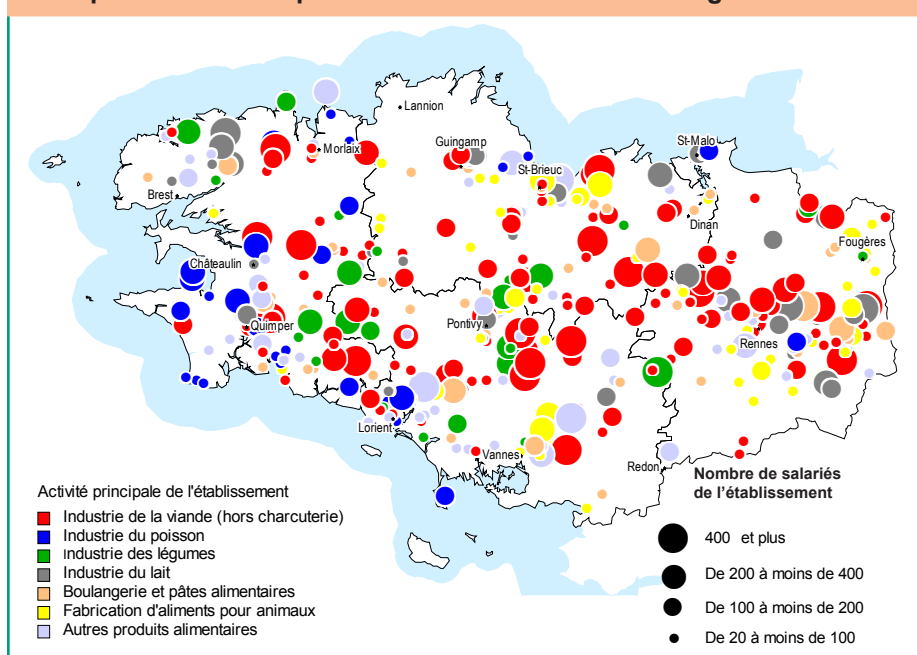 Lannion
Morlaix
Guingamp
St-Brieuc
St-Malo
Dinan
Fougères
Brest
Châteaulin
Quimper
Pontivy
Rennes
Lorient
Vannes
Redon
Activité principale de l'établissement
Industrie de la viande (hors charcuterie)
Industrie du poisson
Industrie des légumes
Industrie du lait
Boulangerie et pâtes alimentaires
Fabrication d'aliments pour animaux
Autres produits alimentaires
Nombre de salariés
de l’établissement
400 et plus
De 200 à moins de 400
De 100 à moins de 200
De 20 à moins de 100